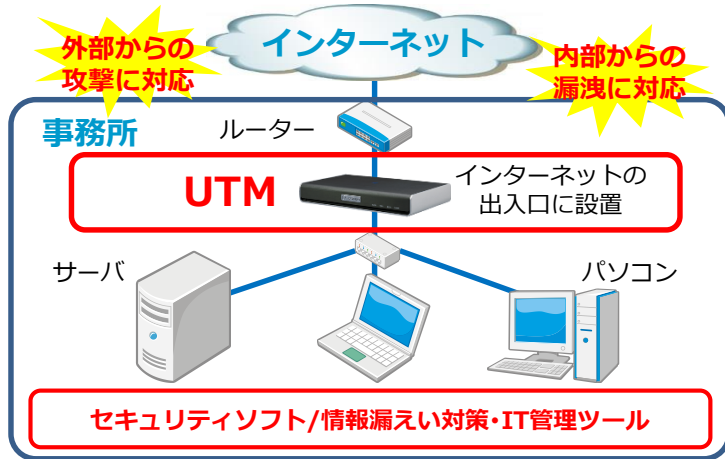 外部からの
攻撃に対応
インターネット
内部からの
漏洩に対応
事務所
ルーター
UTM
インターネットの
出入口に設置
サーバ
パソコン
セキュリティソフト/情報漏えい対策･IT管理ツール